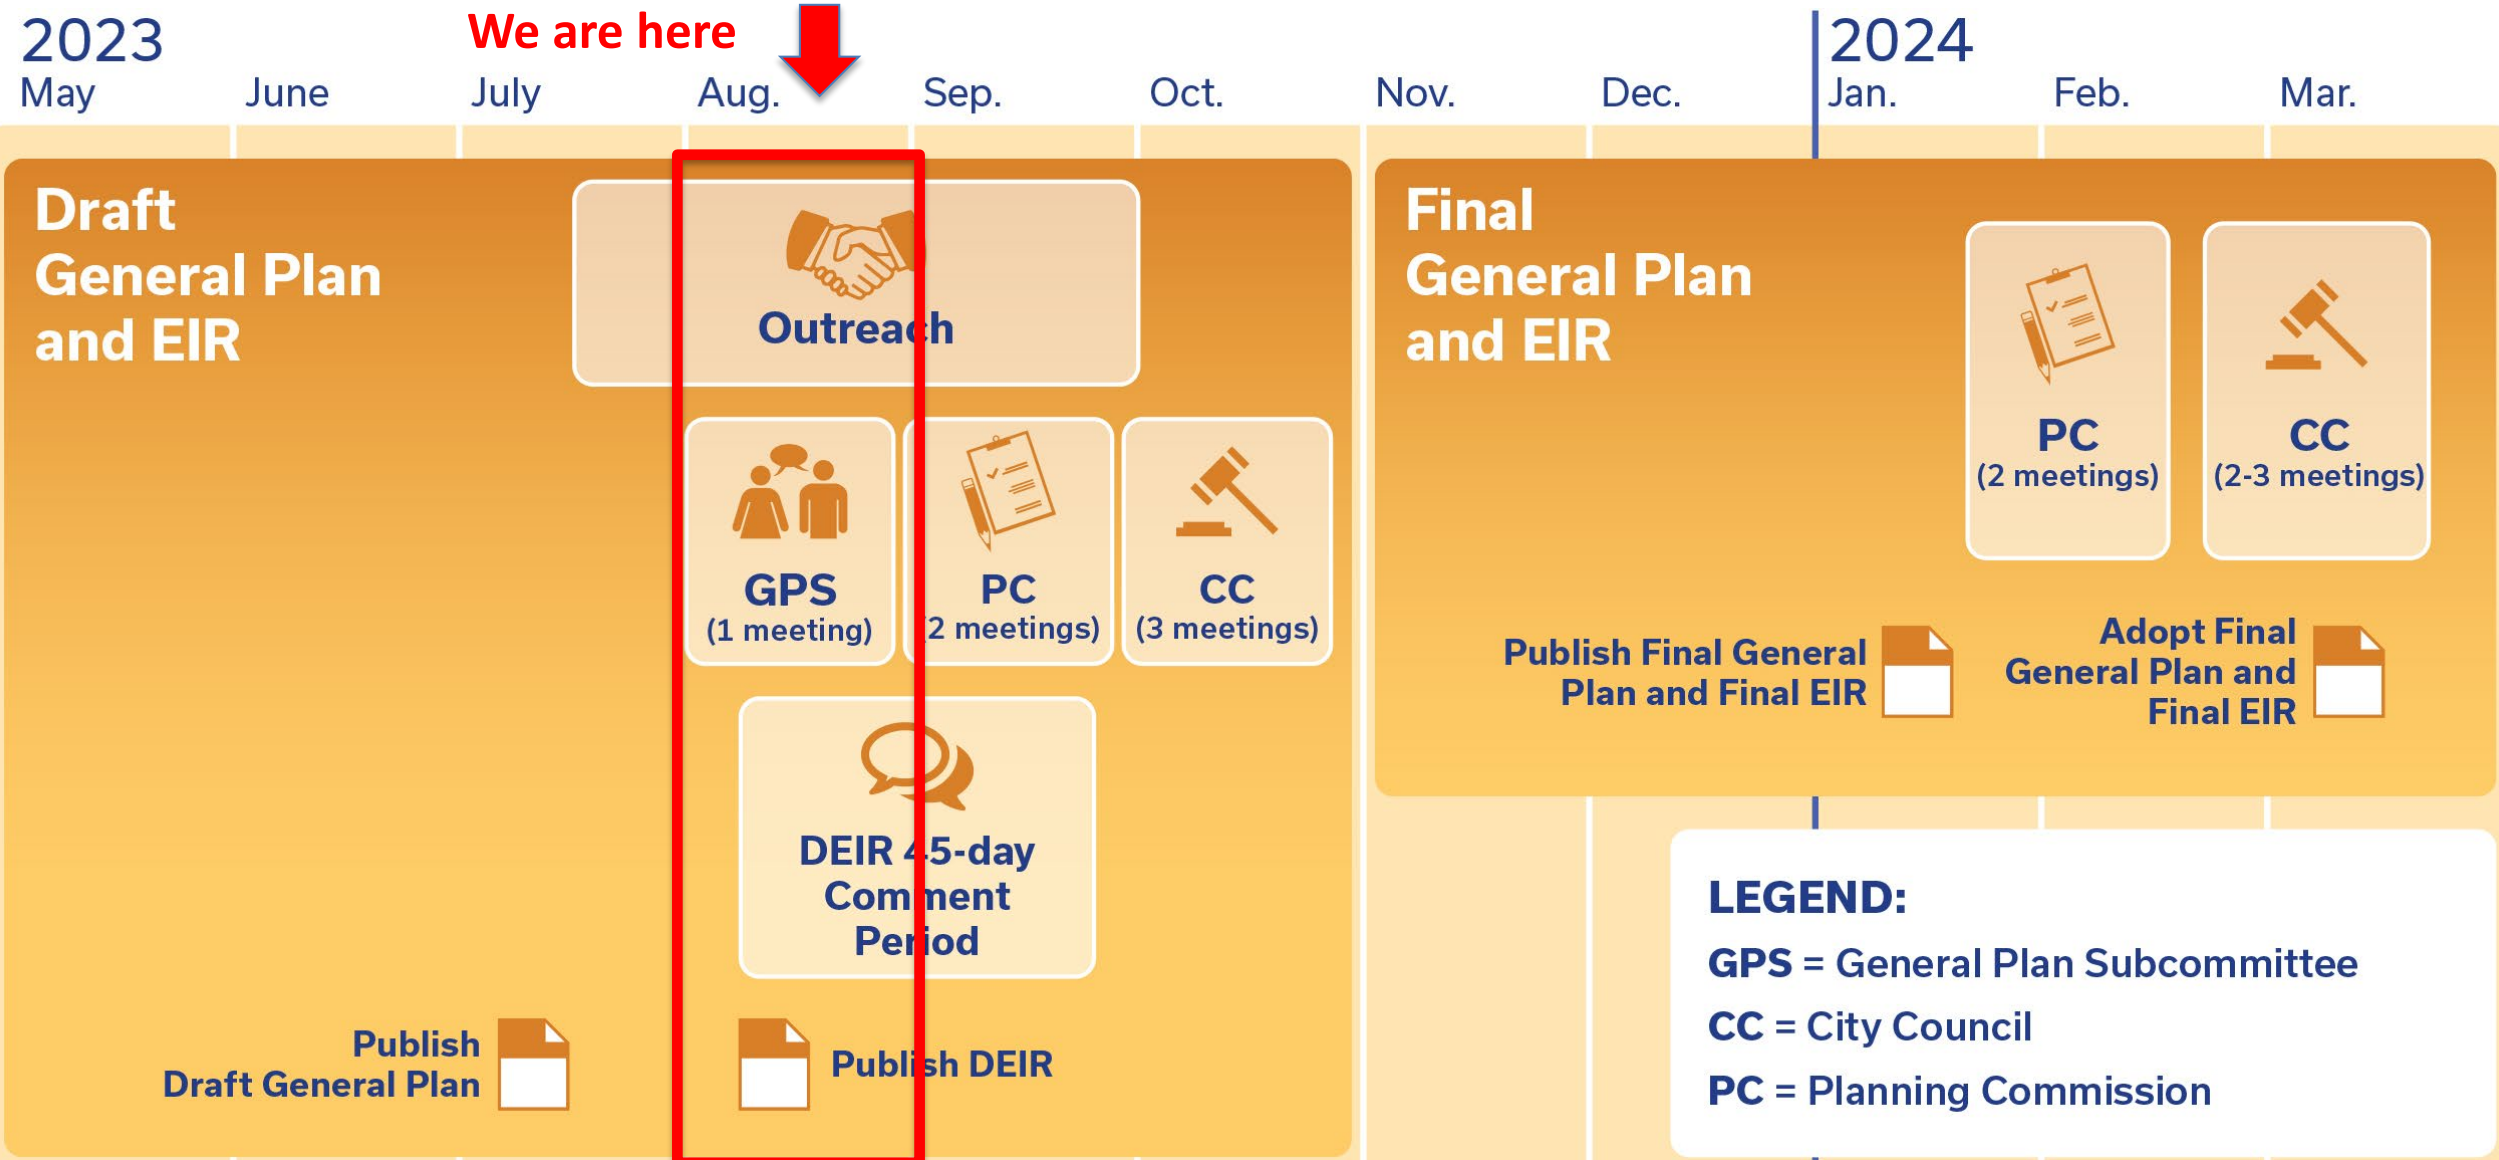 We are here
2023
2024
May
June
July
Aug.
Sep.
Oct.
Nov.
Dec.
Jan.
Feb.
Mar.
Draft
General Plan
and EIR
Outreach
GPS
(1 meeting)
PC
2 meetings)
CC
(3 meetings)
DEIR 45-day
Comment
Period
Publish
Draft General Plan
Publish DEIR
Final
General Plan
and EIR
PC
(2 meetings)
CC
(2-3 meetings)
Publish Final General
Plan and Final EIR
Adopt Final
General Plan and
Final EIR
LEGEND:
GPS = General Plan Subcommittee
CC = City Council
PC = Planning Commission